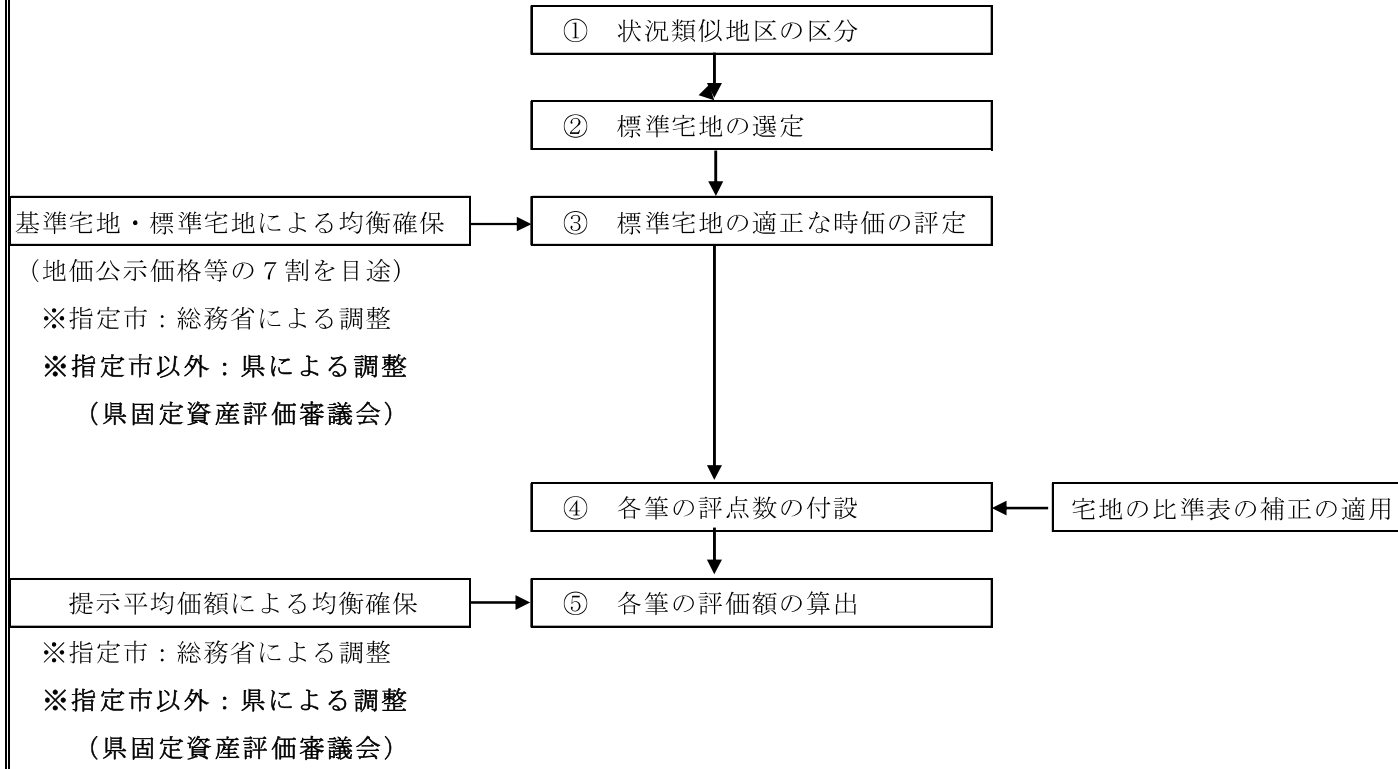 ① 状況類似地区の区分
② 標準宅地の選定
基準宅地・標準宅地による均衡確保
③ 標準宅地の適正な時価の評定
（地価公示価格等の７割を目途）
※指定市：総務省による調整
※指定市以外：県による調整
（県固定資産評価審議会）
④ 各筆の評点数の付設
宅地の比準表の補正の適用
提示平均価額による均衡確保
⑤ 各筆の評価額の算出
※指定市：総務省による調整
※指定市以外：県による調整
（県固定資産評価審議会）